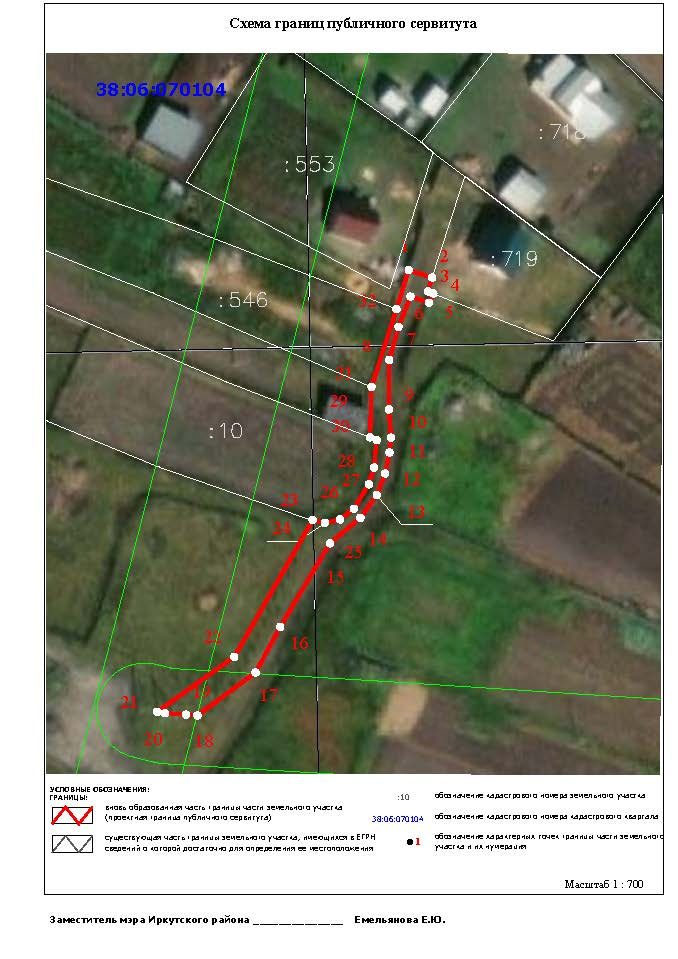 Схема границ публичного сервитута
38:06:070104
:718
:553
:719
:546
:10
1
2
3
4
5
6
7
32
8
31
9
29
10
30
11
28
12
27
26
23
13
24
14
25
15
22
16
17
19
21
20
18
УСЛОВНЫЕ ОБОЗНАЧЕНИЯ:
ГРАНИЦЫ:
вновь образованная часть границы части земельного участка
(проектная граница публичного сервитута)
существующая часть границы земельного участка, имеющихся в ЕГРН
сведений о которой достаточно для определения ее местоположения
:10 обозначение кадастрового номера земельного участка
38:06:070104 обозначение кадастрового номера кадастрового квартала
1 обозначение характерных точек границы части земельного
участка и их нумерация
Масштаб 1 : 700
Заместитель мэра Иркутского района ________________ Емельянова Е.Ю.